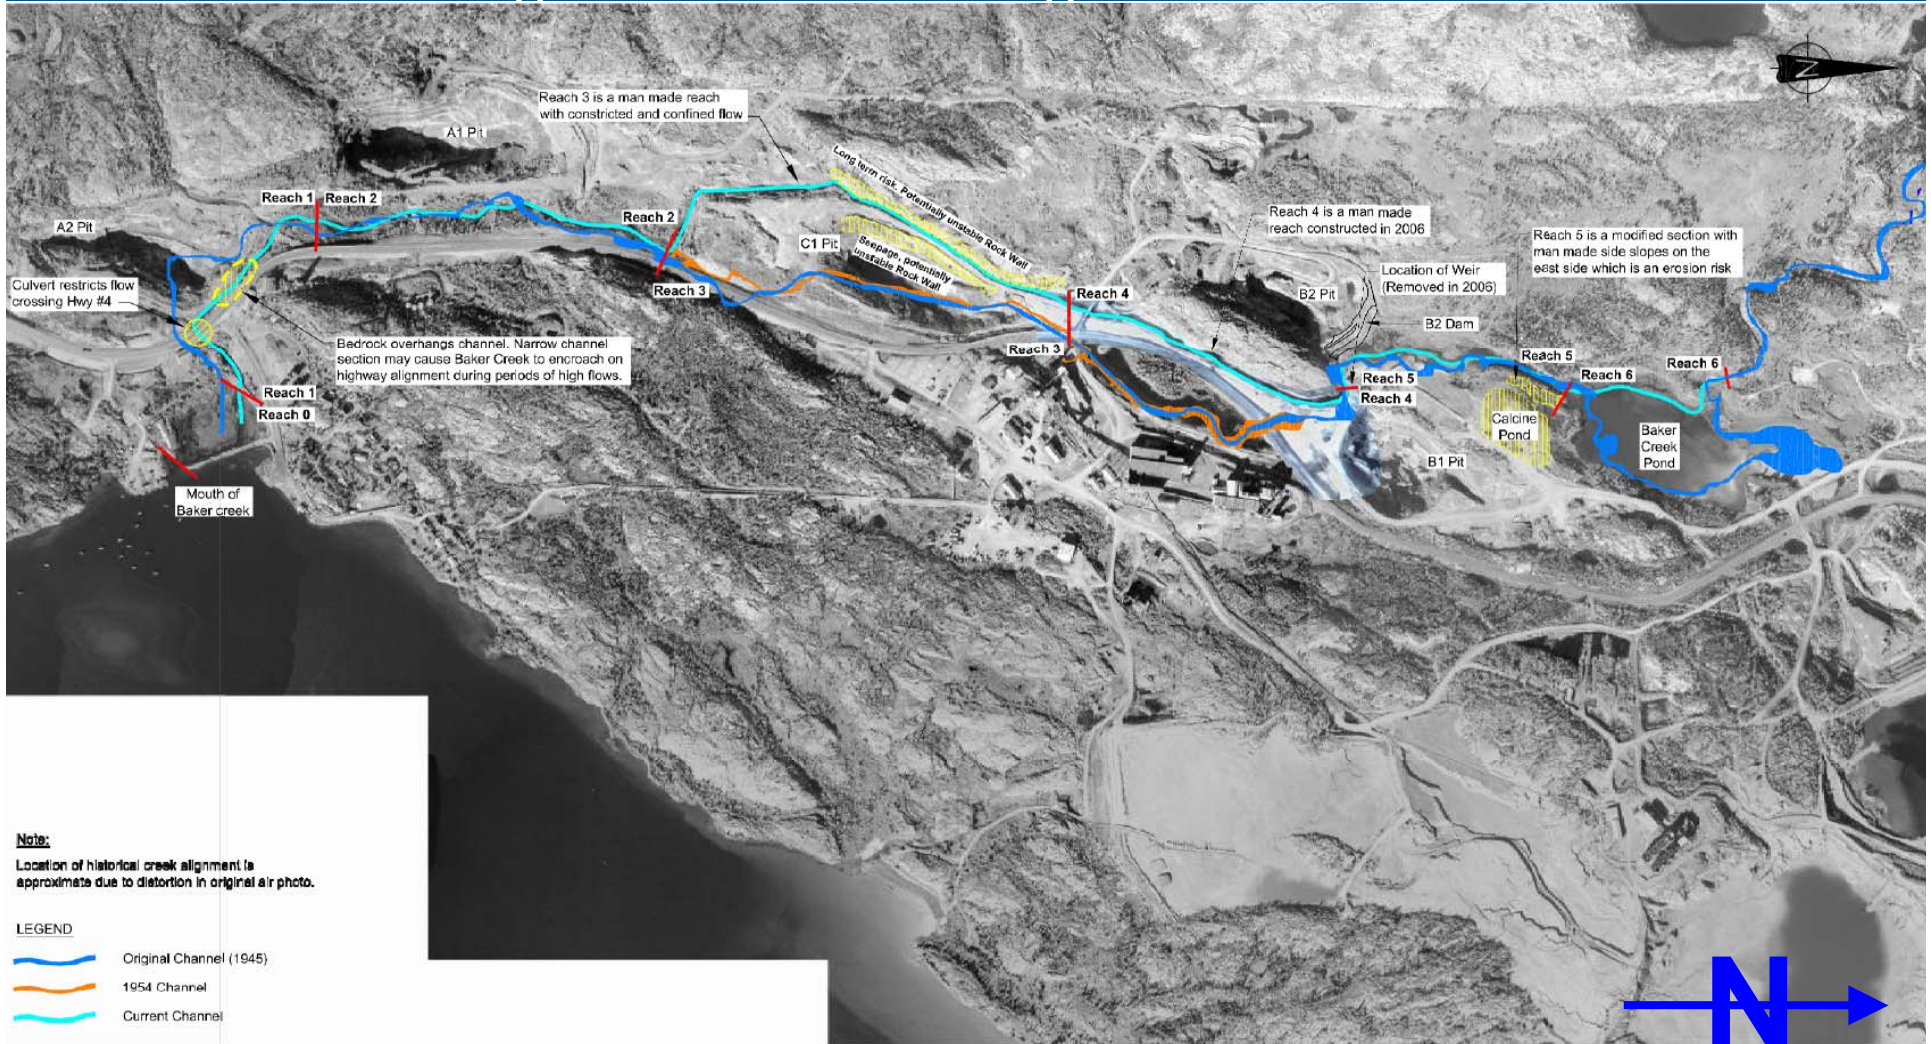 N
Reach 3 is a man made reach
with constricted and confined flow
A1 Pit
Long term risk. Potentially unstable Rock Wall
Reach 1
Reach 2
Reach 2
A2 Pit
C1 Pit
Seepage, potentially
unstable Rock Wall
Reach 4 is a man made
reach constructed in 2006
Reach 5 is a modified section with
man made side slopes on the
east side which is an erosion risk
Culvert restricts flow
crossing Hwy #4
Location of Weir
(Removed in 2006)
Reach 3
Reach 4
B2 Pit
B2 Dam
Bedrock overhangs channel. Narrow channel
section may cause Baker Creek to encroach on
highway alignment during periods of high flows.
Reach 3
Reach 5
Reach 6
Reach 6
Reach 5
Reach 4
Reach 1
Reach 0
Calcine
Pond
Baker
Creek
Pond
B1 Pit
Mouth of
Baker creek
Note:
Location of historical creek alignment is
approximate due to distortion in original air photo.
LEGEND
Original Channel (1945)
1954 Channel
Current Channel
N